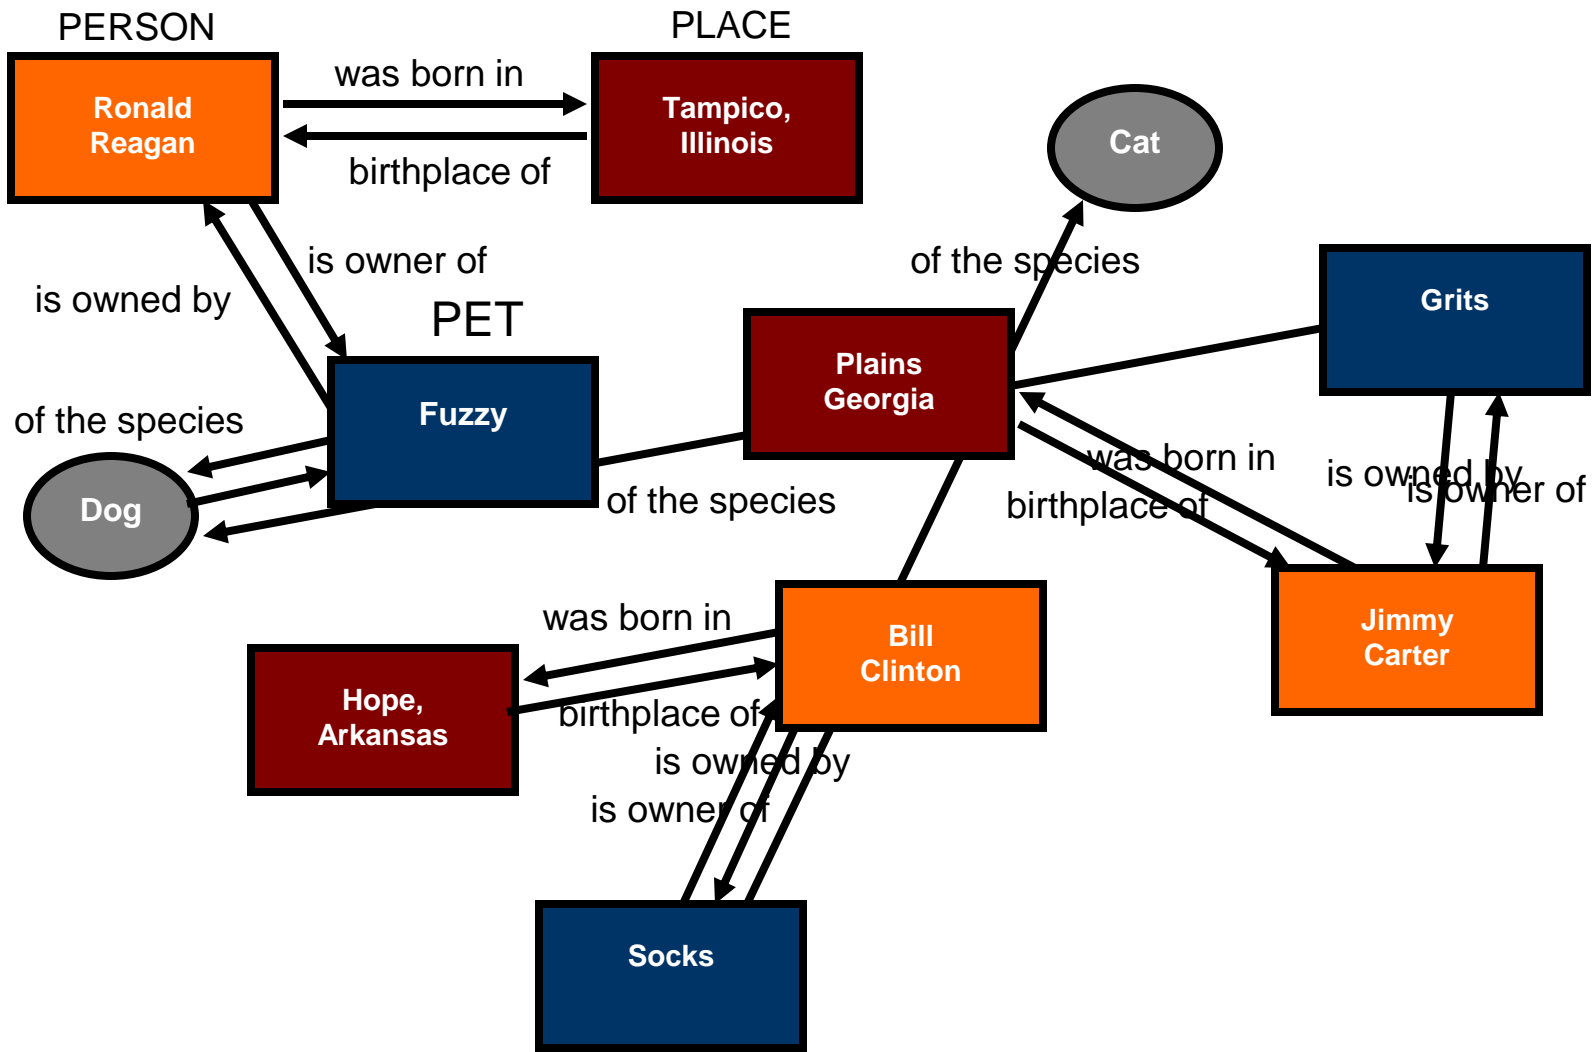 PERSON
PLACE
was born in
Ronald
Reagan
Tampico,
Illinois
Cat
birthplace of
is owner of
of the species
is owned by
Grits
PET
Plains
Georgia
Fuzzy
of the species
was born in
is owned by
is owner of
Dog
of the species
birthplace of
was born in
Bill
Clinton
Jimmy
Carter
Hope,
Arkansas
birthplace of
is owned by
is owner of
Socks